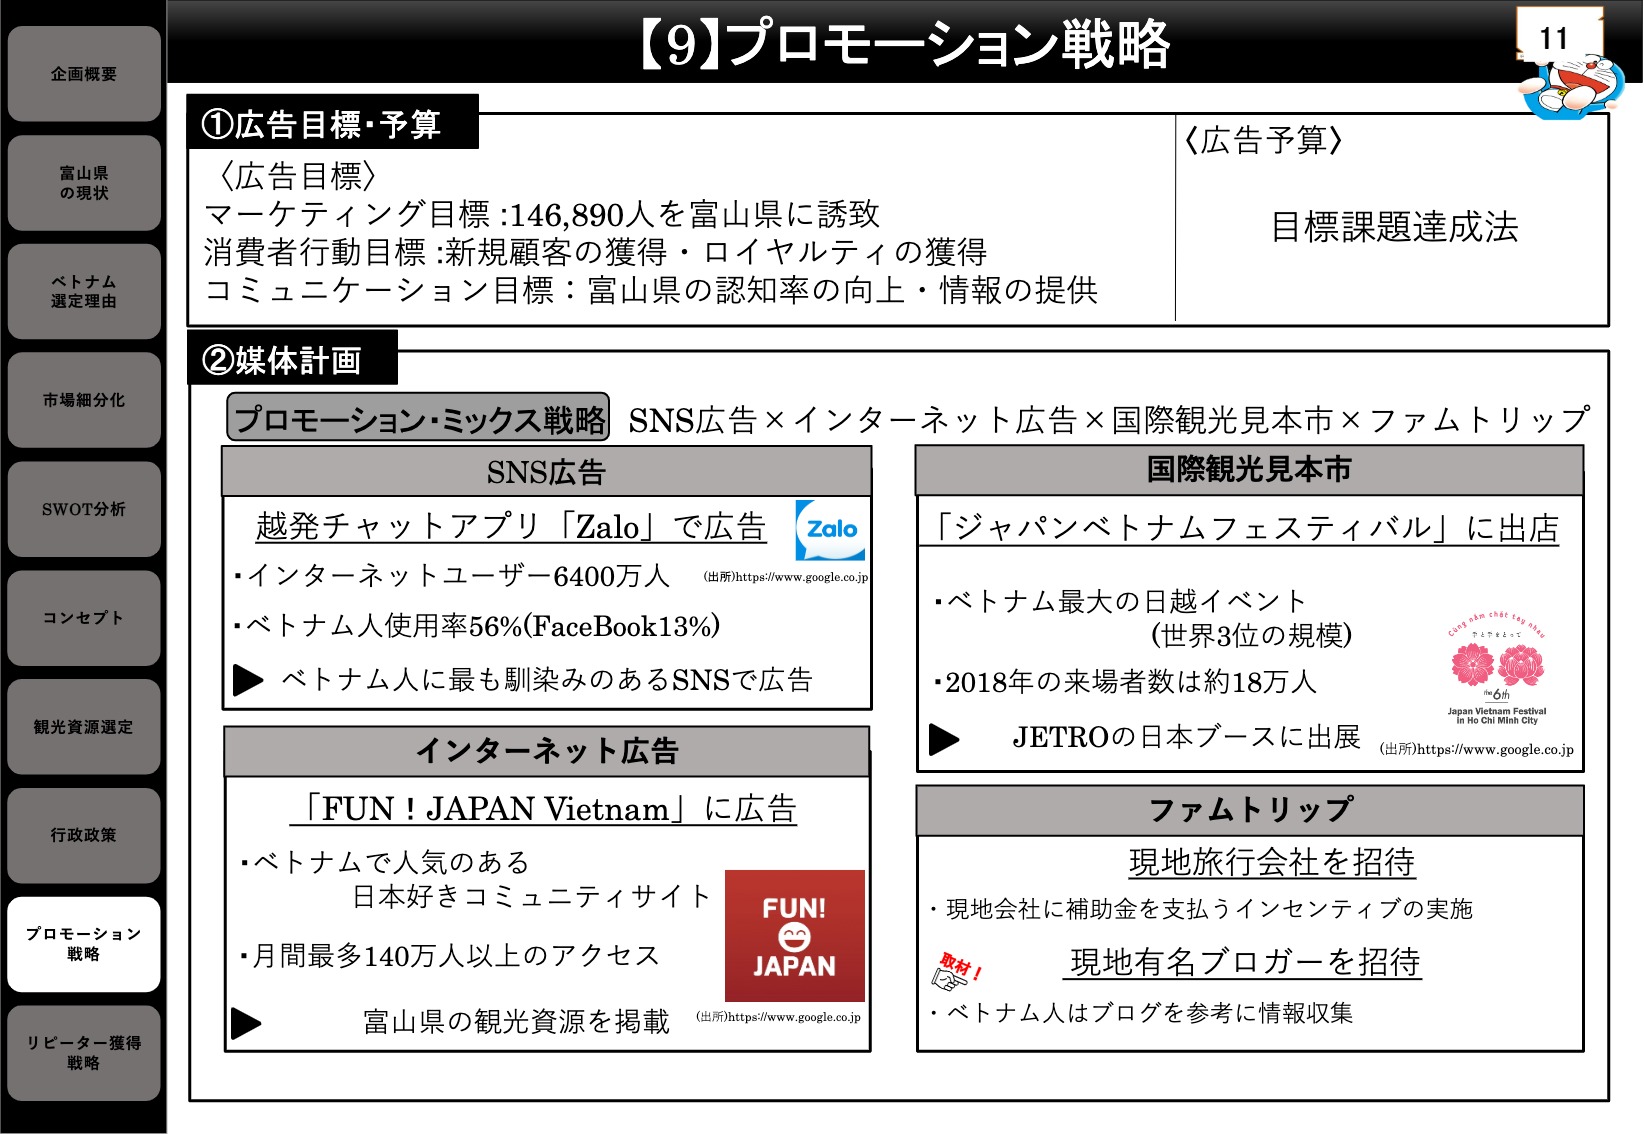 企画概要
富山県
の現状
ベトナム
選定理由
市場細分化
SWOT分析
コンセプト
観光資源選定
行政政策
プロモーション
戦略
リピーター獲得
戦略
【9】プロモーション戦略
11
①広告目標・予算
〈広告目標〉
マーケティング目標 :146,890人を富山県に誘致
消費者行動目標 :新規顧客の獲得・ロイヤルティの獲得
コミュニケーション目標：富山県の認知率の向上・情報の提供
〈広告予算〉
目標課題達成法
②媒体計画
プロモーション・ミックス戦略 SNS広告×インターネット広告×国際観光見本市×ファムトリップ
SNS広告
越発チャットアプリ「Zalo」で広告
Zalo
・インターネットユーザー6400万人
(出所)https://www.google.co.jp
・ベトナム人使用率56%(FaceBook13%)
▶ ベトナム人に最も馴染みのあるSNSで広告
インターネット広告
「FUN！JAPAN Vietnam」に広告
・ベトナムで人気のある
日本好きコミュニティサイト
・月間最多140万人以上のアクセス
▶ 富山県の観光資源を掲載
FUN!
JAPAN
(出所)https://www.google.co.jp
国際観光見本市
「ジャパンベトナムフェスティバル」に出店
・ベトナム最大の日越イベント
(世界3位の規模)
・2018年の来場者数は約18万人
▶ JETROの日本ブースに出展
Cùng nắm chặt tay nhau
手と手をとって
the 6th
Japan Vietnam Festival
in Ho Chi Minh City
(出所)https://www.google.co.jp
ファムトリップ
現地旅行会社を招待
・現地会社に補助金を支払うインセンティブの実施
取材！
現地有名ブロガーを招待
・ベトナム人はブログを参考に情報収集